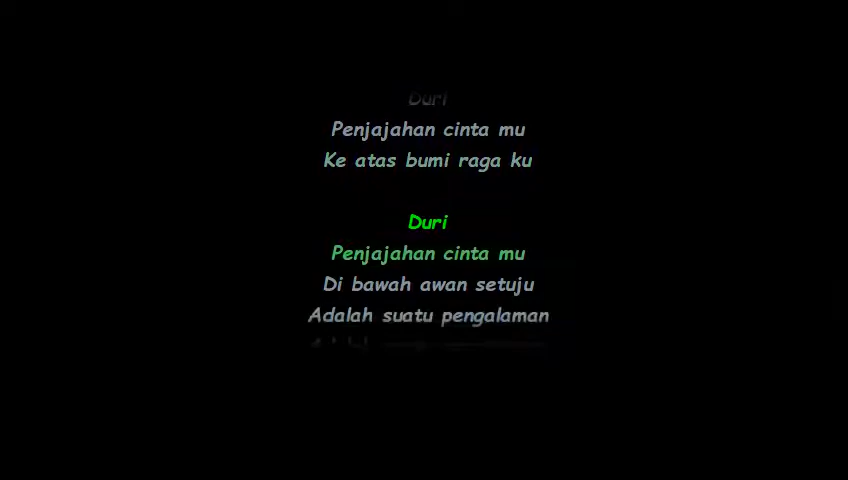 Duri
Penjajahan cinta mu
Ke atas bumi raga ku
Duri
Penjajahan cinta mu
Di bawah awan setuju
Adalah suatu pengalaman